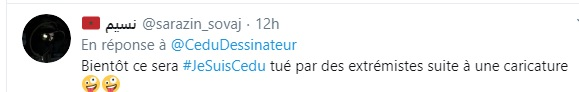 🇲🇦 نسيم @sarazin_sovaj · 12h
En réponse à @CeduDessinateur
Bientôt ce sera #JeSuisCedu tué par des extrémistes suite à une caricature
🤪🤪